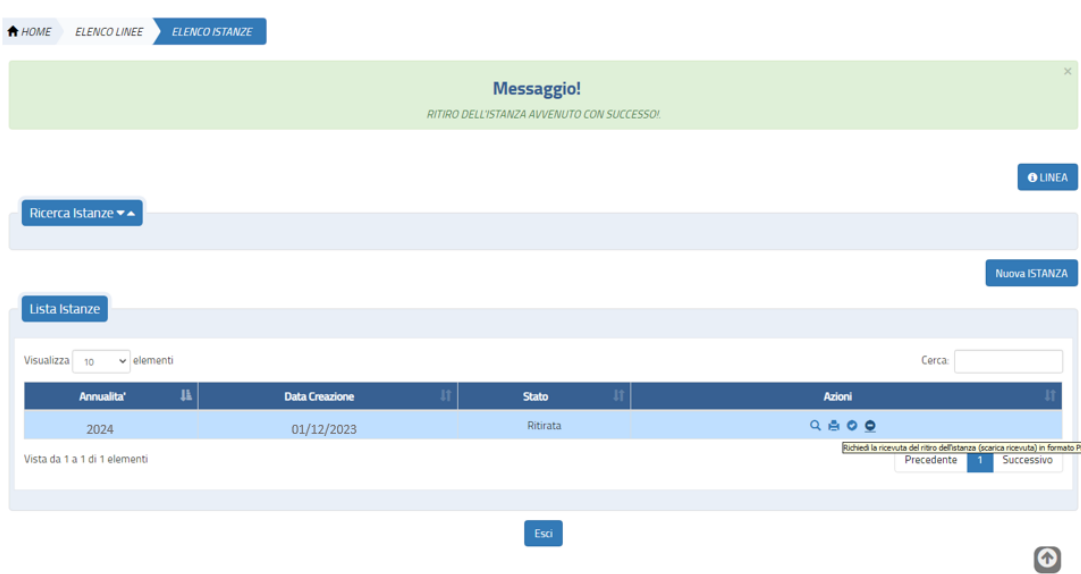 HOME ELENCO LINEE ELENCO ISTANZE
×
Messaggio!
RITIRO DELL'ISTANZA AVVENUTO CON SUCCESSO!.
LINEA
Ricerca Istanze
Nuova ISTANZA
Lista Istanze
Visualizza 10 elementi Cerca:
Annualita' Data Creazione Stato Azioni
2024 01/12/2023 Ritirata
Richiedi la ricevuta del ritiro dell'istanza (scarica ricevuta) in formato P
Vista da 1 a 1 di 1 elementi Precedente 1 Successivo
Esci